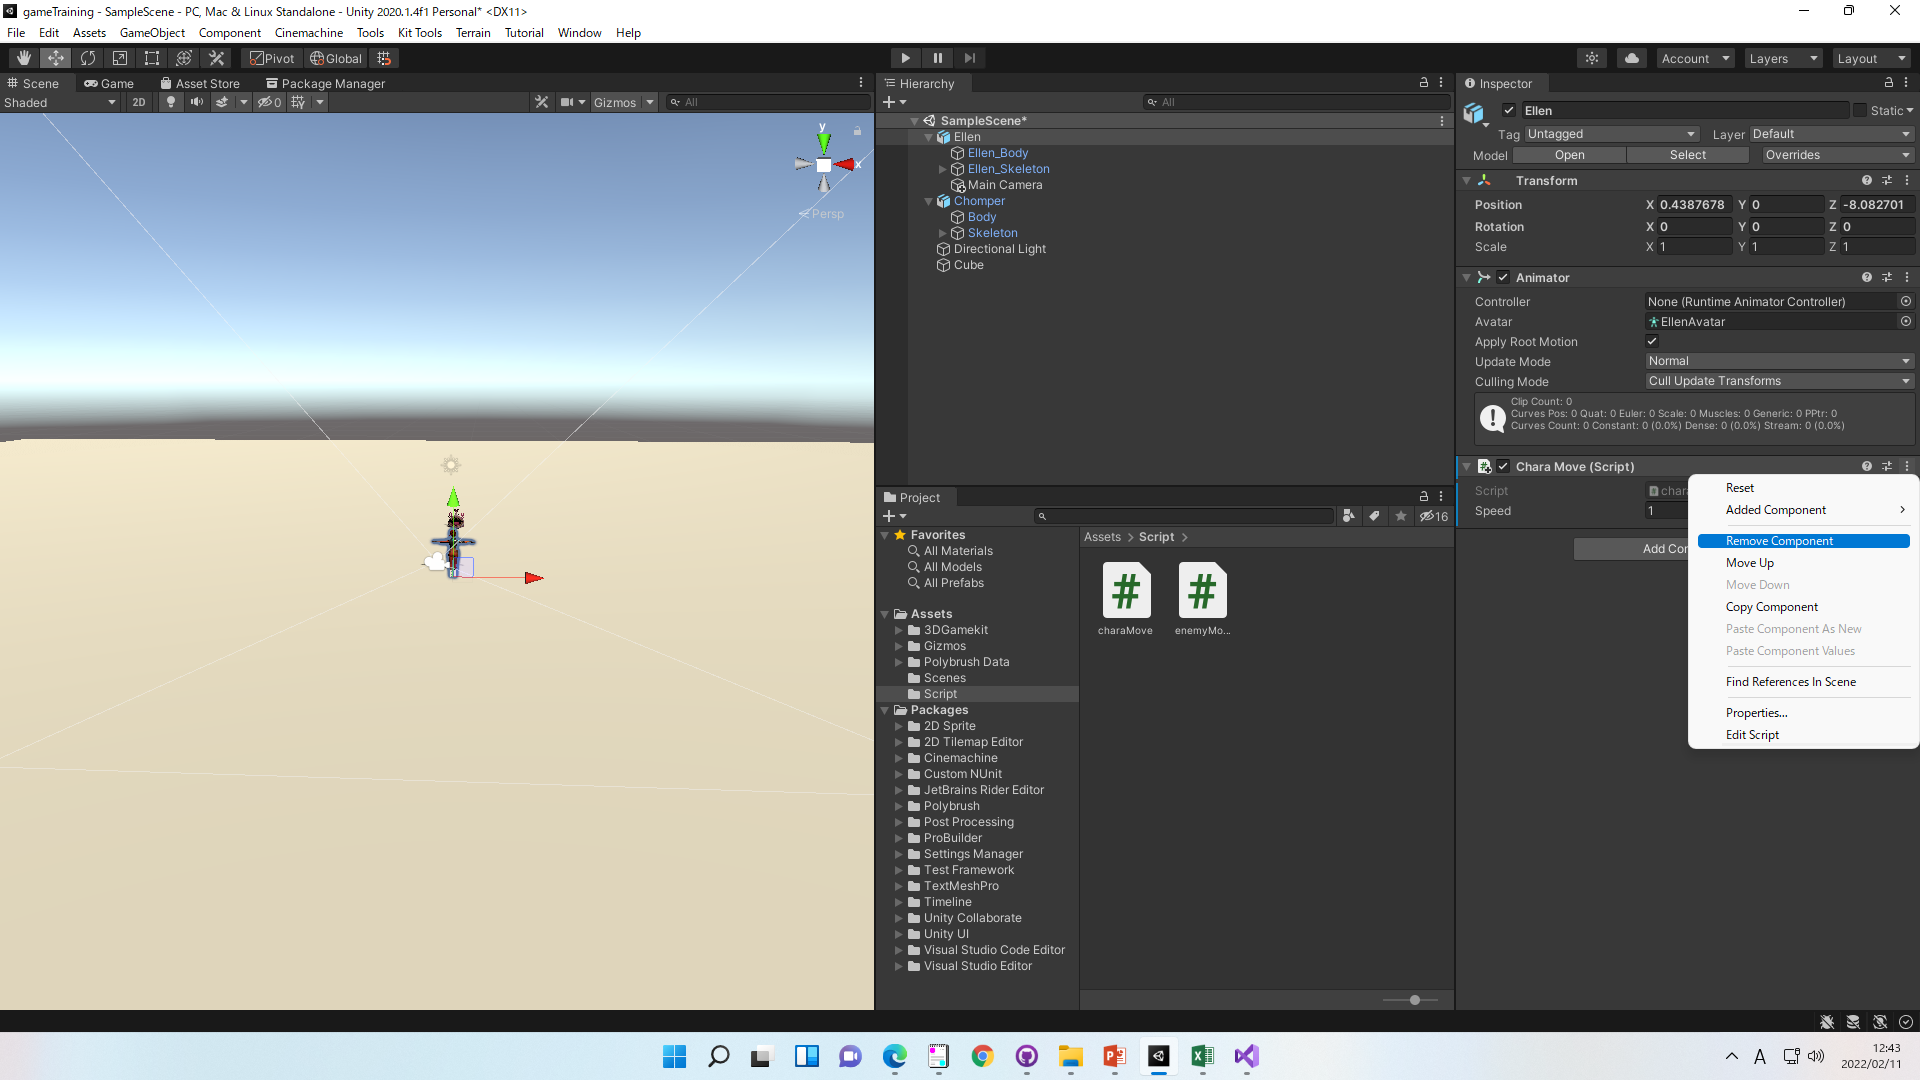 gameTraining - SampleScene - PC, Mac & Linux Standalone - Unity 2020.1.4f1 Personal* <DX11>
File Edit Assets GameObject Component Cinemachine Tools Kit Tools Terrain Tutorial Window Help
Pivot Global Account Layers Layout
Scene Game Asset Store Package Manager
Shaded 2D 0 Gizmos All
y
x
Persp
Hierarchy
All
SampleScene*
Ellen
Ellen_Body
Ellen_Skeleton
Main Camera
Chomper
Body
Skeleton
Directional Light
Cube
Project
16
Favorites
All Materials
All Models
All Prefabs
Assets
3DGamekit
Gizmos
Polybrush Data
Scenes
Script
Packages
2D Sprite
2D Tilemap Editor
Cinemachine
Custom NUnit
JetBrains Rider Editor
Polybrush
Post Processing
ProBuilder
Settings Manager
Test Framework
TextMeshPro
Timeline
Unity Collaborate
Unity UI
Visual Studio Code Editor
Visual Studio Editor
Assets > Script >
charaMove
enemyMo...
Inspector
Ellen Static
Tag Untagged Layer Default
Model Open Select Overrides
Transform
Position X 0.4387678 Y 0 Z -8.082701
Rotation X 0 Y 0 Z 0
Scale X 1 Y 1 Z 1
Animator
Controller None (Runtime Animator Controller)
Avatar EllenAvatar
Apply Root Motion
Update Mode Normal
Culling Mode Cull Update Transforms
Clip Count: 0
Curves Pos: 0 Quat: 0 Euler: 0 Scale: 0 Muscles: 0 Generic: 0 PPtr: 0
Curves Count: 0 Constant: 0 (0.0%) Dense: 0 (0.0%) Stream: 0 (0.0%)
Chara Move (Script)
Script chara
Speed 1
Add Co
Reset
Added Component
Remove Component
Move Up
Move Down
Copy Component
Paste Component As New
Paste Component Values
Find References In Scene
Properties...
Edit Script
A
12:43
2022/02/11